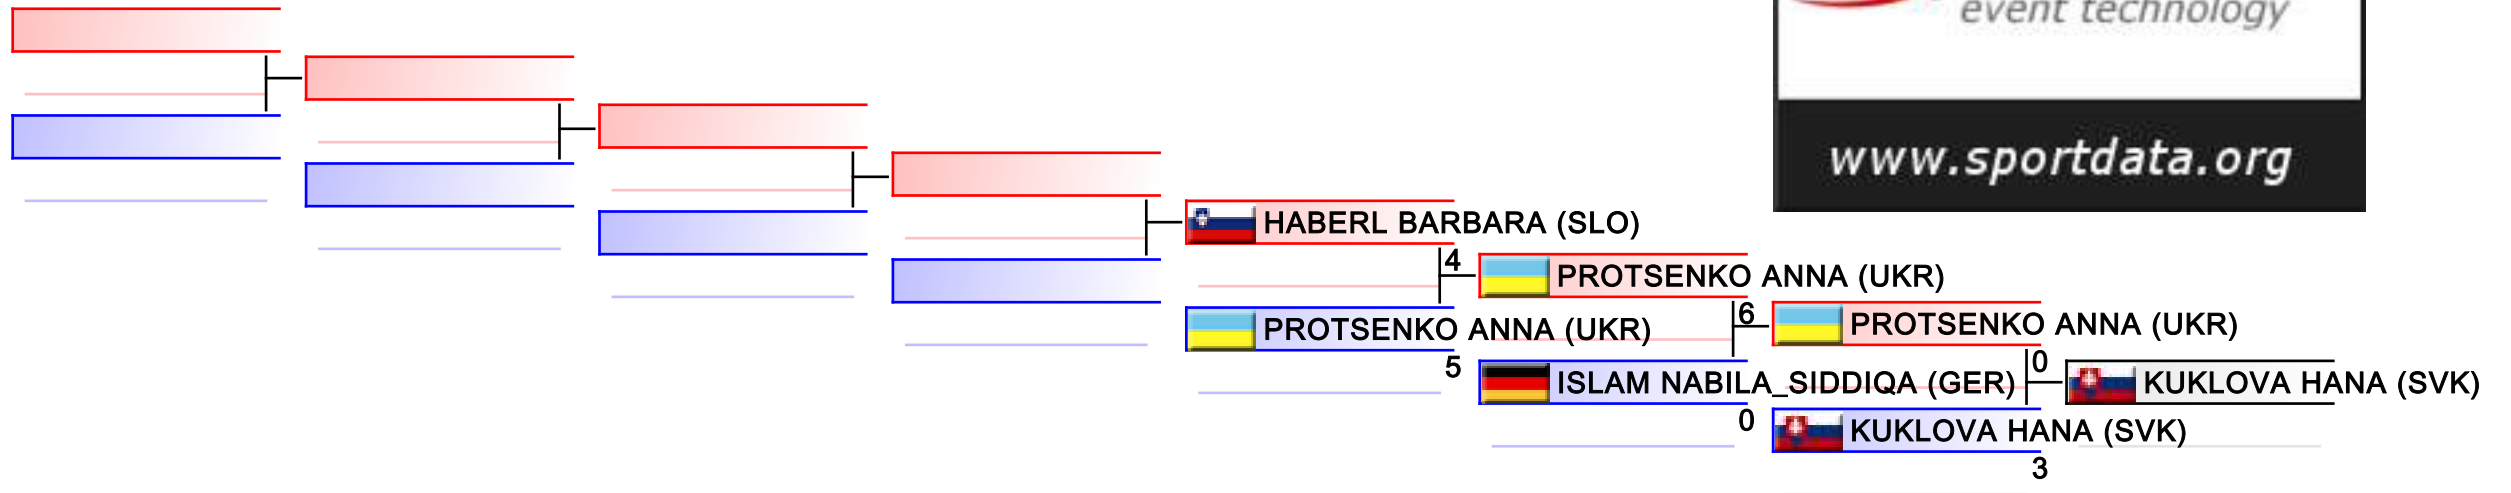 event technology
www.sportdata.org
HABERL BARBARA (SLO)
4
PROTSENKO ANNA (UKR)
PROTSENKO ANNA (UKR)
5
6
ISLAM NABILA_SIDDIQA (GER)
0
PROTSENKO ANNA (UKR)
0
KUKLOVA HANA (SVK)
3
KUKLOVA HANA (SVK)